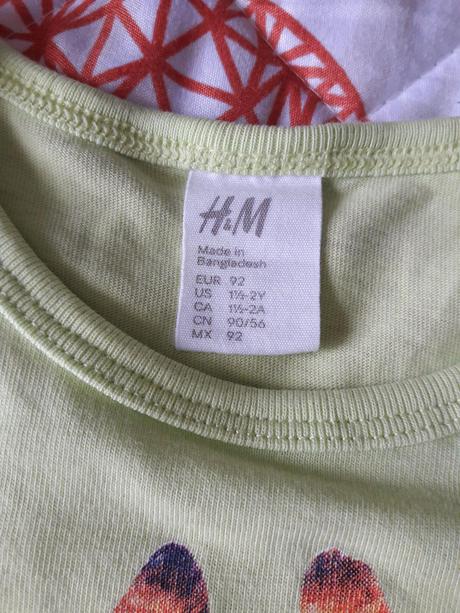 H&M
Made in
Bangladesh
EUR 92
US 1½-2Y
CA 1½-2A
CN 90/56
MX 92